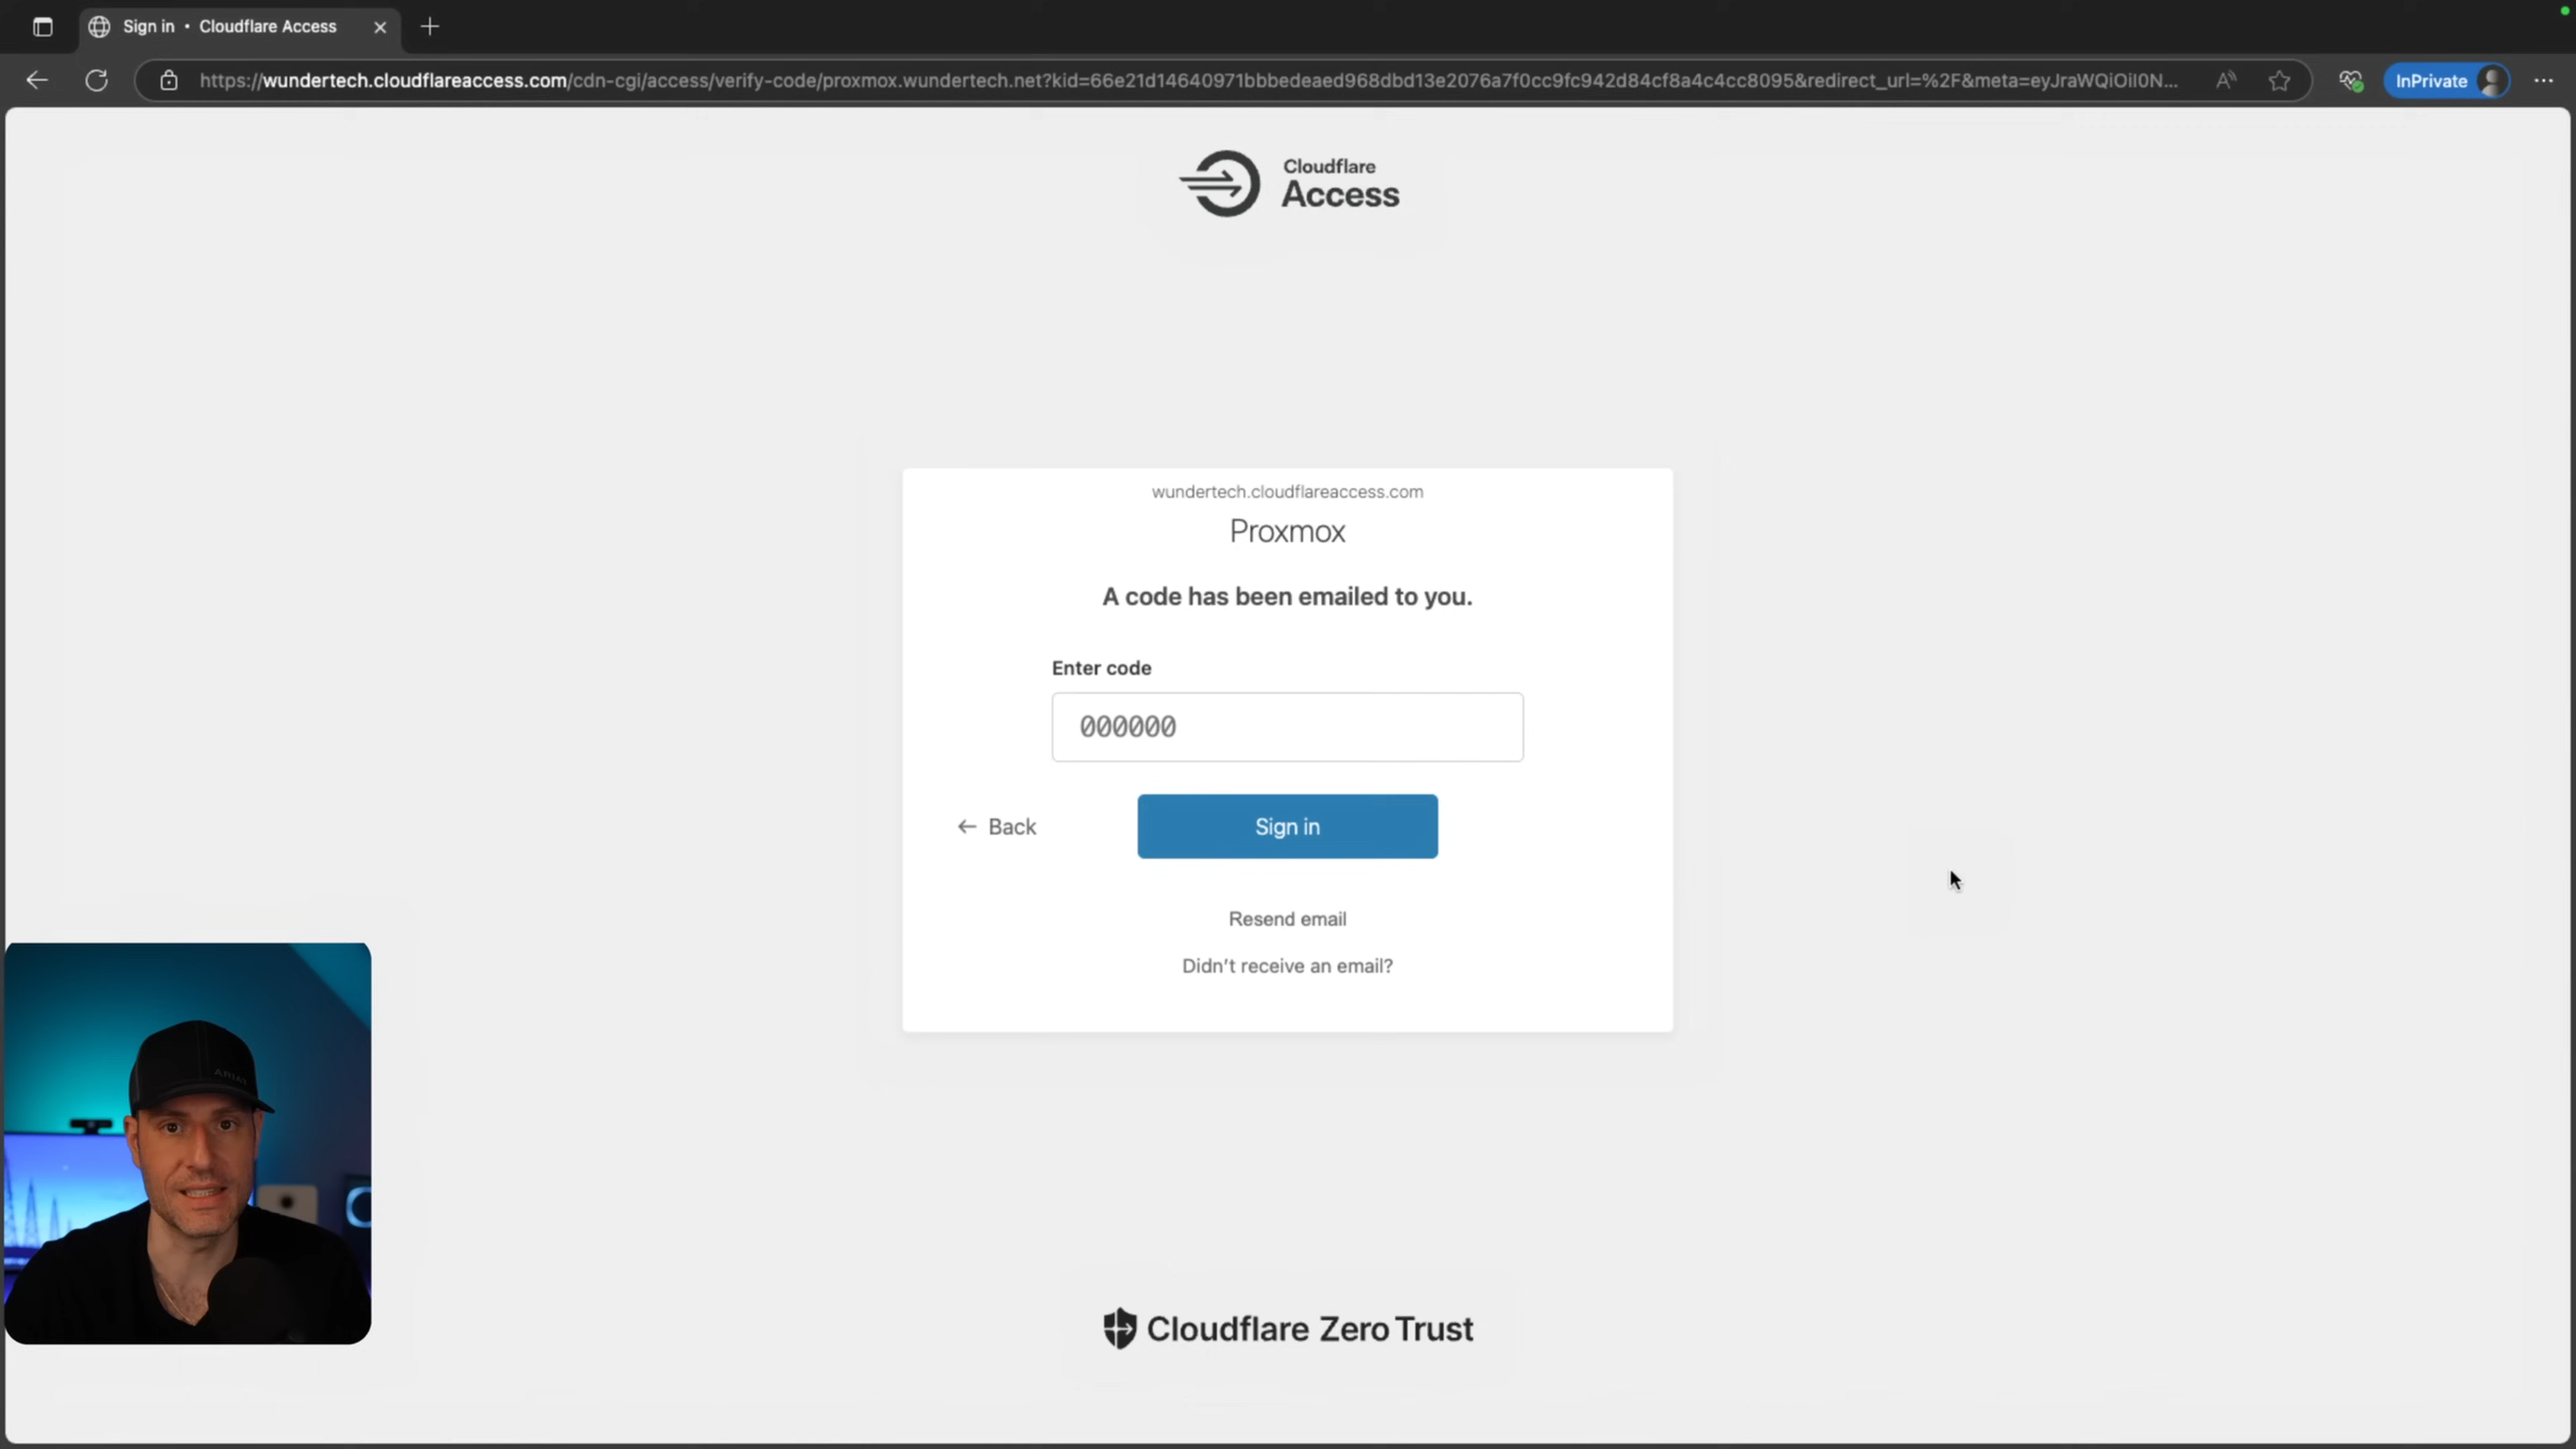 Sign in • Cloudflare Access
https://wundertech.cloudflareaccess.com/cdn-cgi/access/verify-code/proxmox.wundertech.net?kid=66e21d14640971bbbedeaed968dbd13e2076a7f0cc9fc942d84cf8a4c4cc8095&redirect_url=%2F&meta=eyJraWQiOiI0N...
InPrivate
Cloudflare
Access
wundertech.cloudflareaccess.com
Proxmox
A code has been emailed to you.
Enter code
000000
Back
Sign in
Resend email
Didn't receive an email?
ARIAT
Cloudflare Zero Trust